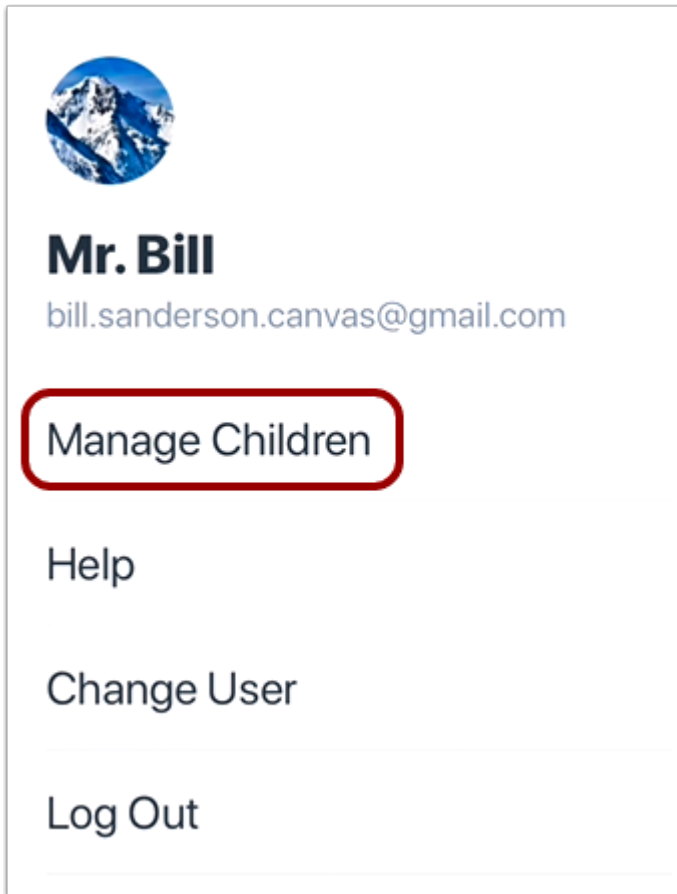 Mr. Bill
bill.sanderson.canvas@gmail.com
Manage Children
Help
Change User
Log Out